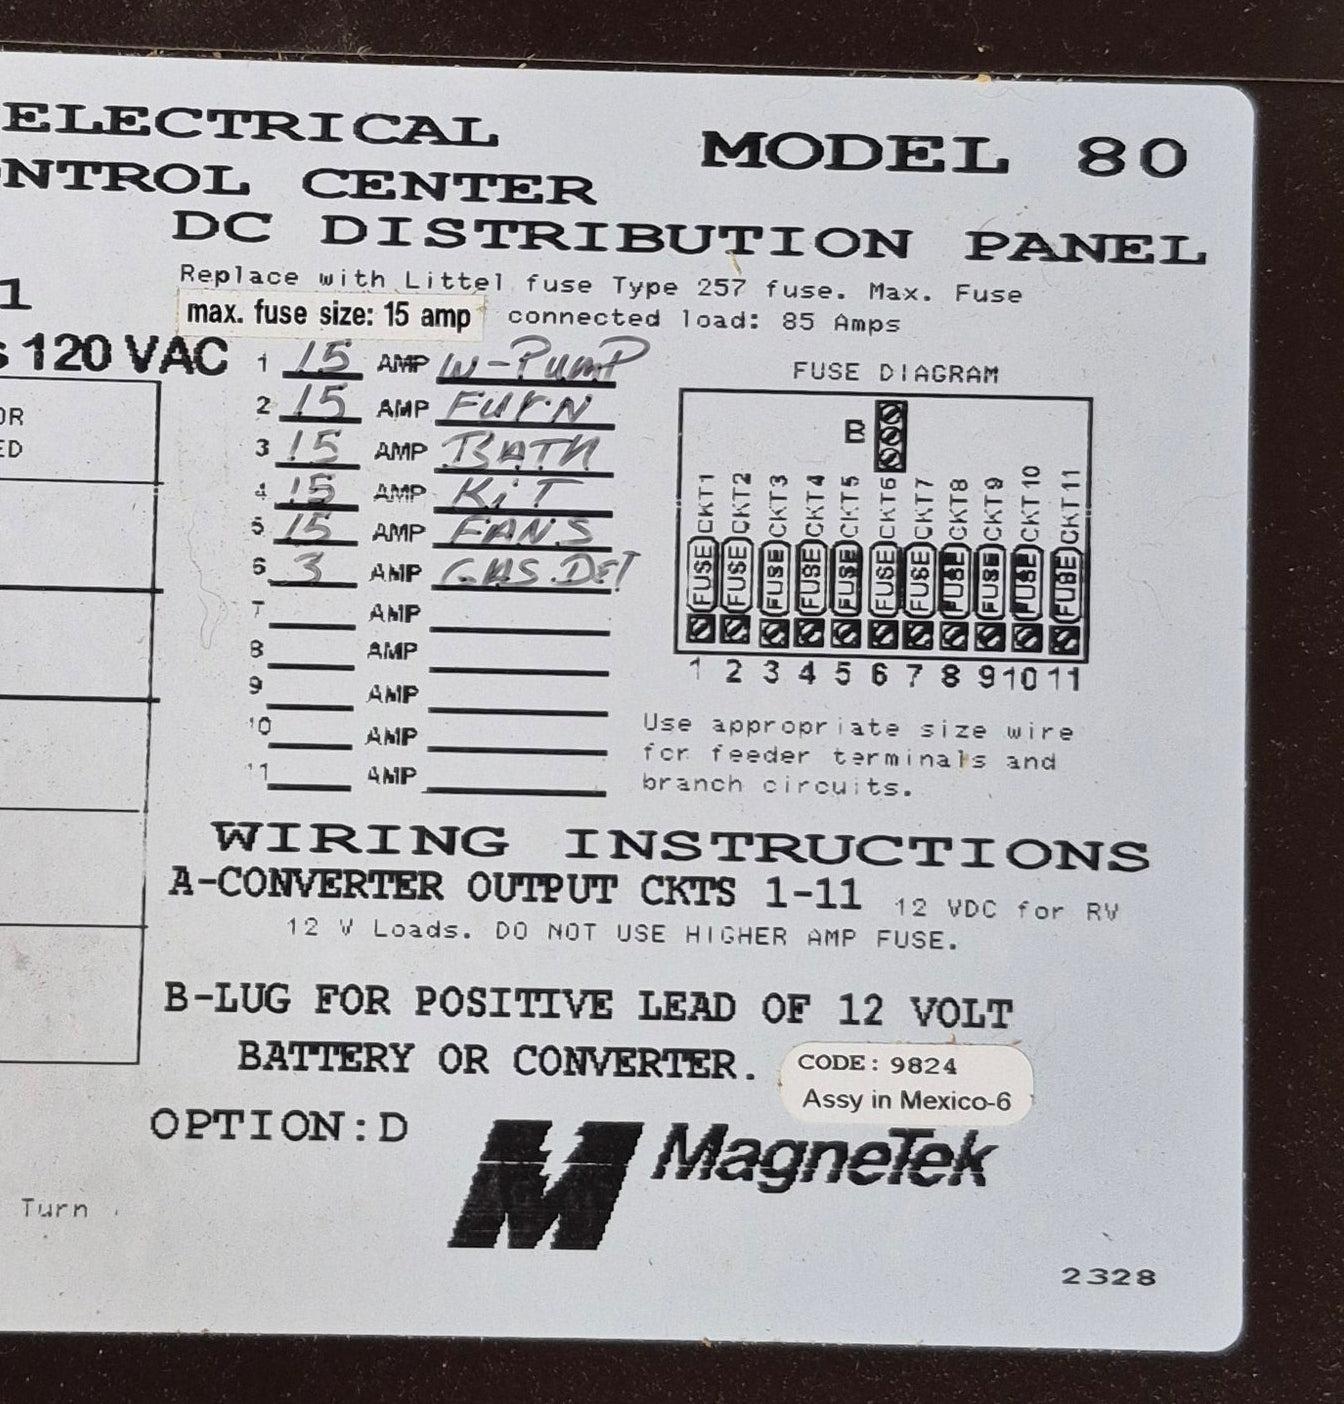 ELECTRICAL
NTROL CENTER
MODEL 80
DC DISTRIBUTION PANEL
Replace with Littel fuse Type 257 fuse. Max. Fuse
max. fuse size: 15 amp connected load: 85 Amps
1
s 120 VAC
OR
ED
1 15 AMP W-PumP
2 15 AMP FurN
3 15 AMP BATH
4 15 AMP KiT
5 15 AMP FANS
6 3 AMP GAS.DET
7 AMP
8 AMP
9 AMP
10 AMP
11 AMP
FUSE DIAGRAM
B
CKT1 CKT2 CKT3 CKT4 CKT5 CKT6 CKT7 CKT8 CKT9 CKT10 CKT11
FUSE FUSE FUSE FUSE FUSE FUSE FUSE FUSE FUSE FUSE FUSE
1 2 3 4 5 6 7 8 9 10 11
Use appropriate size wire
for feeder terminals and
branch circuits.
WIRING INSTRUCTIONS
A-CONVERTER OUTPUT CKTS 1-11 12 VDC for RV
12 V Loads. DO NOT USE HIGHER AMP FUSE.
B-LUG FOR POSITIVE LEAD OF 12 VOLT
BATTERY OR CONVERTER.
CODE: 9824
Assy in Mexico-6
OPTION:D
MagneTek
Turn
2328